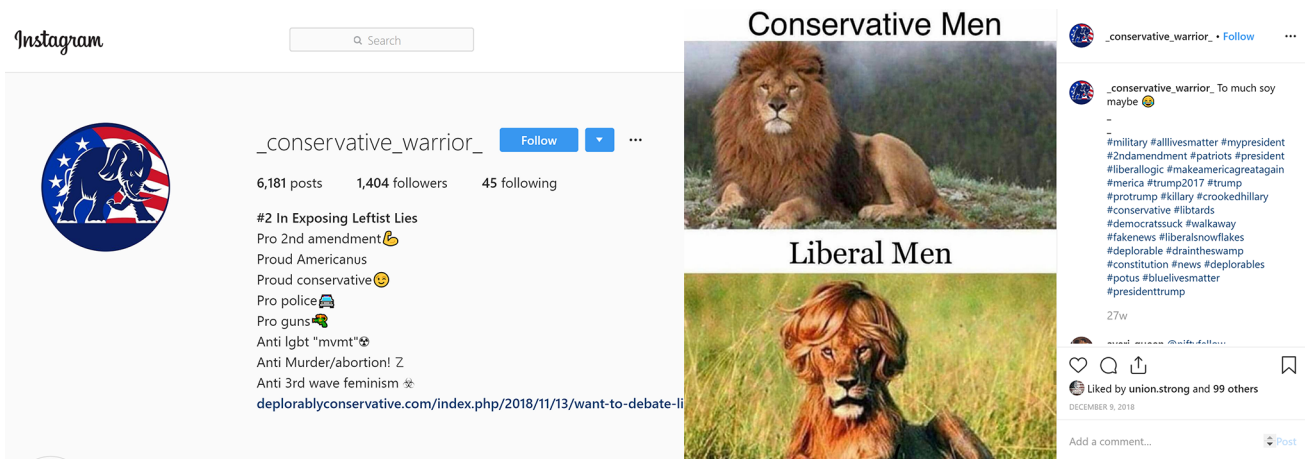 Instagram
Search
_conservative_warrior_
Follow
6,181 posts 1,404 followers 45 following
#2 In Exposing Leftist Lies
Pro 2nd amendment💪
Proud Americanus
Proud conservative😉
Pro police🚔
Pro guns🔫
Anti lgbt "mvmt"☢
Anti Murder/abortion! Z
Anti 3rd wave feminism ☣
deplorablyconservative.com/index.php/2018/11/13/want-to-debate-li
Conservative Men
Liberal Men
_conservative_warrior_ • Follow
_conservative_warrior_ To much soy
maybe 😂
_
_
#military #alllivesmatter #mypresident
#2ndamendment #patriots #president
#liberallogic #makeamericagreatagain
#merica #trump2017 #trump
#protrump #killary #crookedhillary
#conservative #libtards
#democratssuck #walkaway
#fakenews #liberalsnowflakes
#deplorable #draintheswamp
#constitution #news #deplorables
#potus #bluelivesmatter
#presidenttrump
27w
Liked by union.strong and 99 others
DECEMBER 9, 2018
Add a comment...
Post